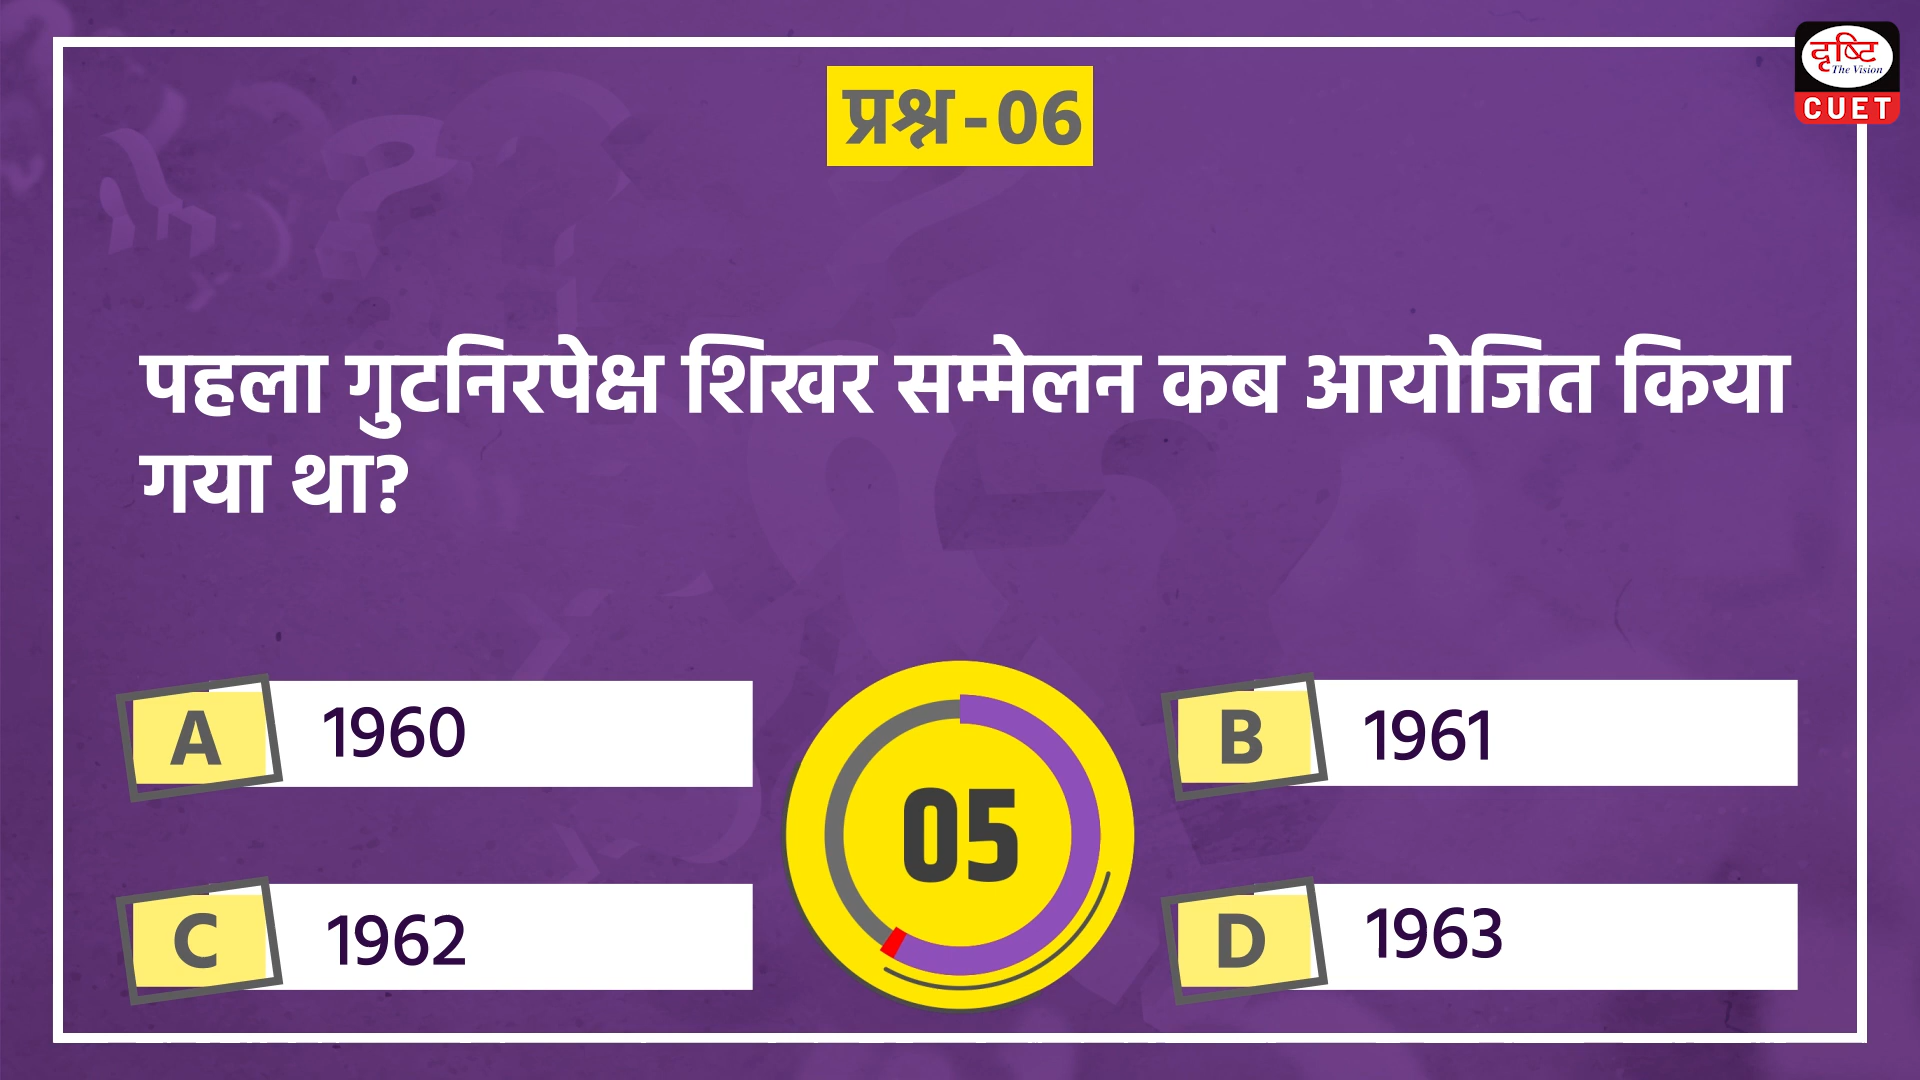 दृष्टि
The Vision
CUET
प्रश्न-06
पहला गुटनिरपेक्ष शिखर सम्मेलन कब आयोजित किया
गया था?
A 1960
B 1961
05
C 1962
D 1963